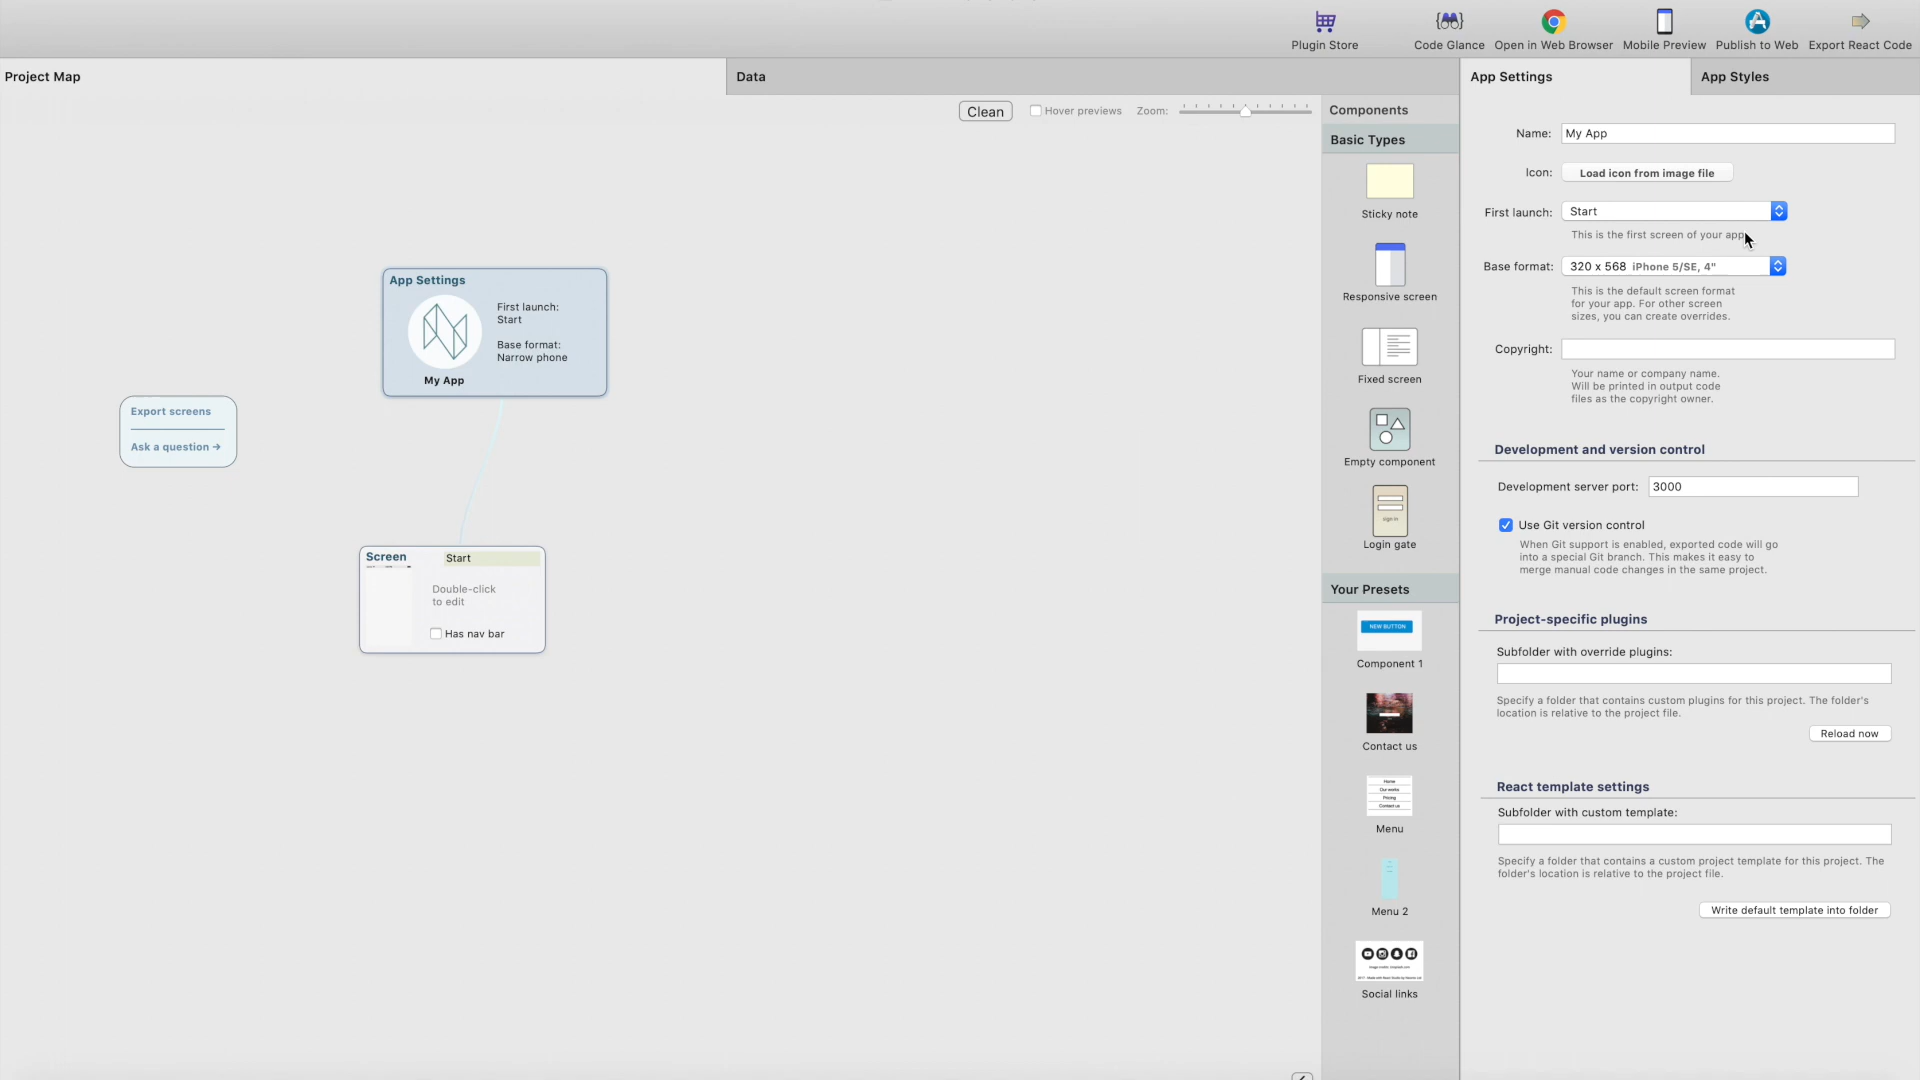 Plugin Store
Code Glance
Open in Web Browser
Mobile Preview
Publish to Web
Export React Code
Project Map
Data
App Settings
App Styles
Clean
Hover previews
Zoom:
Components
Basic Types
Sticky note
Responsive screen
Fixed screen
Empty component
sign in
Login gate
Your Presets
NEW BUTTON
Component 1
Contact us
Home
Our works
Pricing
Contact us
Menu
Menu 2
Social links
App Settings
First launch:
Start
Base format:
Narrow phone
My App
Export screens
Ask a question →
Screen
Start
Double-click
to edit
Has nav bar
Name: My App
Icon: Load icon from image file
First launch: Start
This is the first screen of your app
Base format: 320 x 568 iPhone 5/SE, 4"
This is the default screen format
for your app. For other screen
sizes, you can create overrides.
Copyright:
Your name or company name.
Will be printed in output code
files as the copyright owner.
Development and version control
Development server port: 3000
Use Git version control
When Git support is enabled, exported code will go
into a special Git branch. This makes it easy to
merge manual code changes in the same project.
Project-specific plugins
Subfolder with override plugins:
Specify a folder that contains custom plugins for this project. The folder's
location is relative to the project file.
Reload now
React template settings
Subfolder with custom template:
Specify a folder that contains a custom project template for this project. The
folder's location is relative to the project file.
Write default template into folder